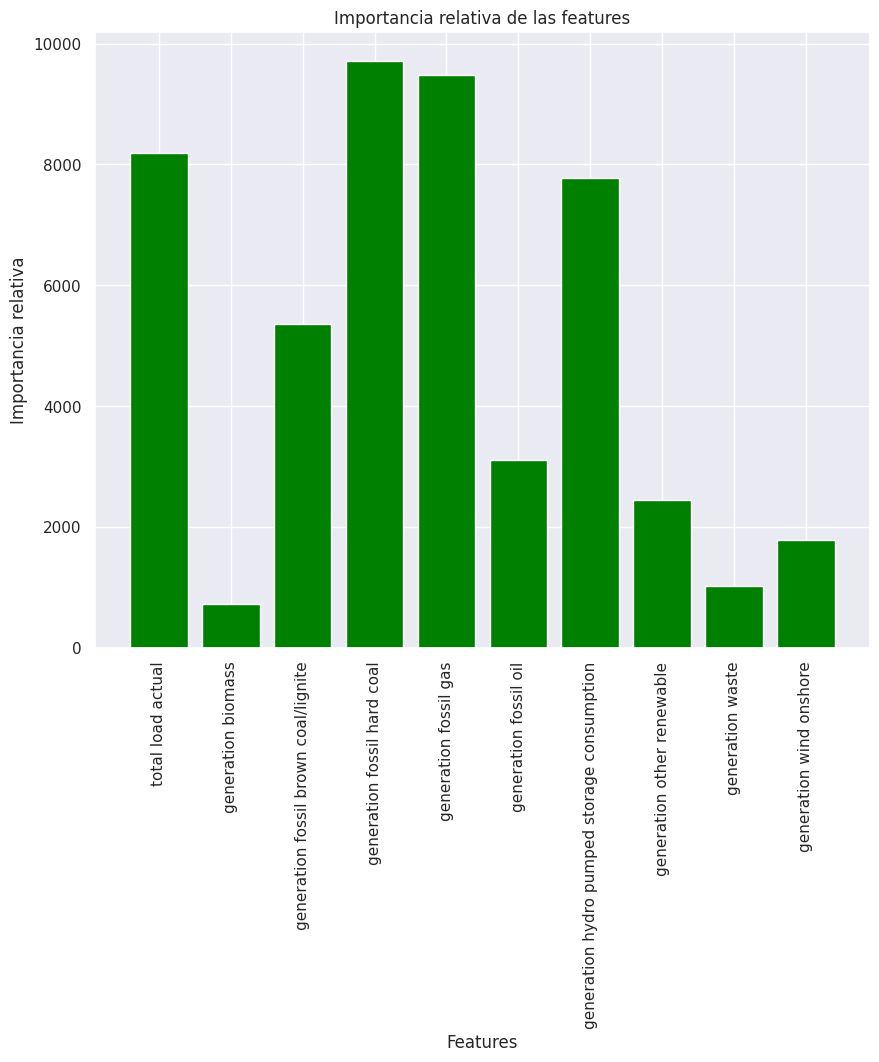 Importancia relativa de las features
10000
8000
6000
4000
2000
0
Importancia relativa
total load actual
generation biomass
generation fossil brown coal/lignite
generation fossil hard coal
generation fossil gas
generation fossil oil
generation hydro pumped storage consumption
generation other renewable
generation waste
generation wind onshore
Features